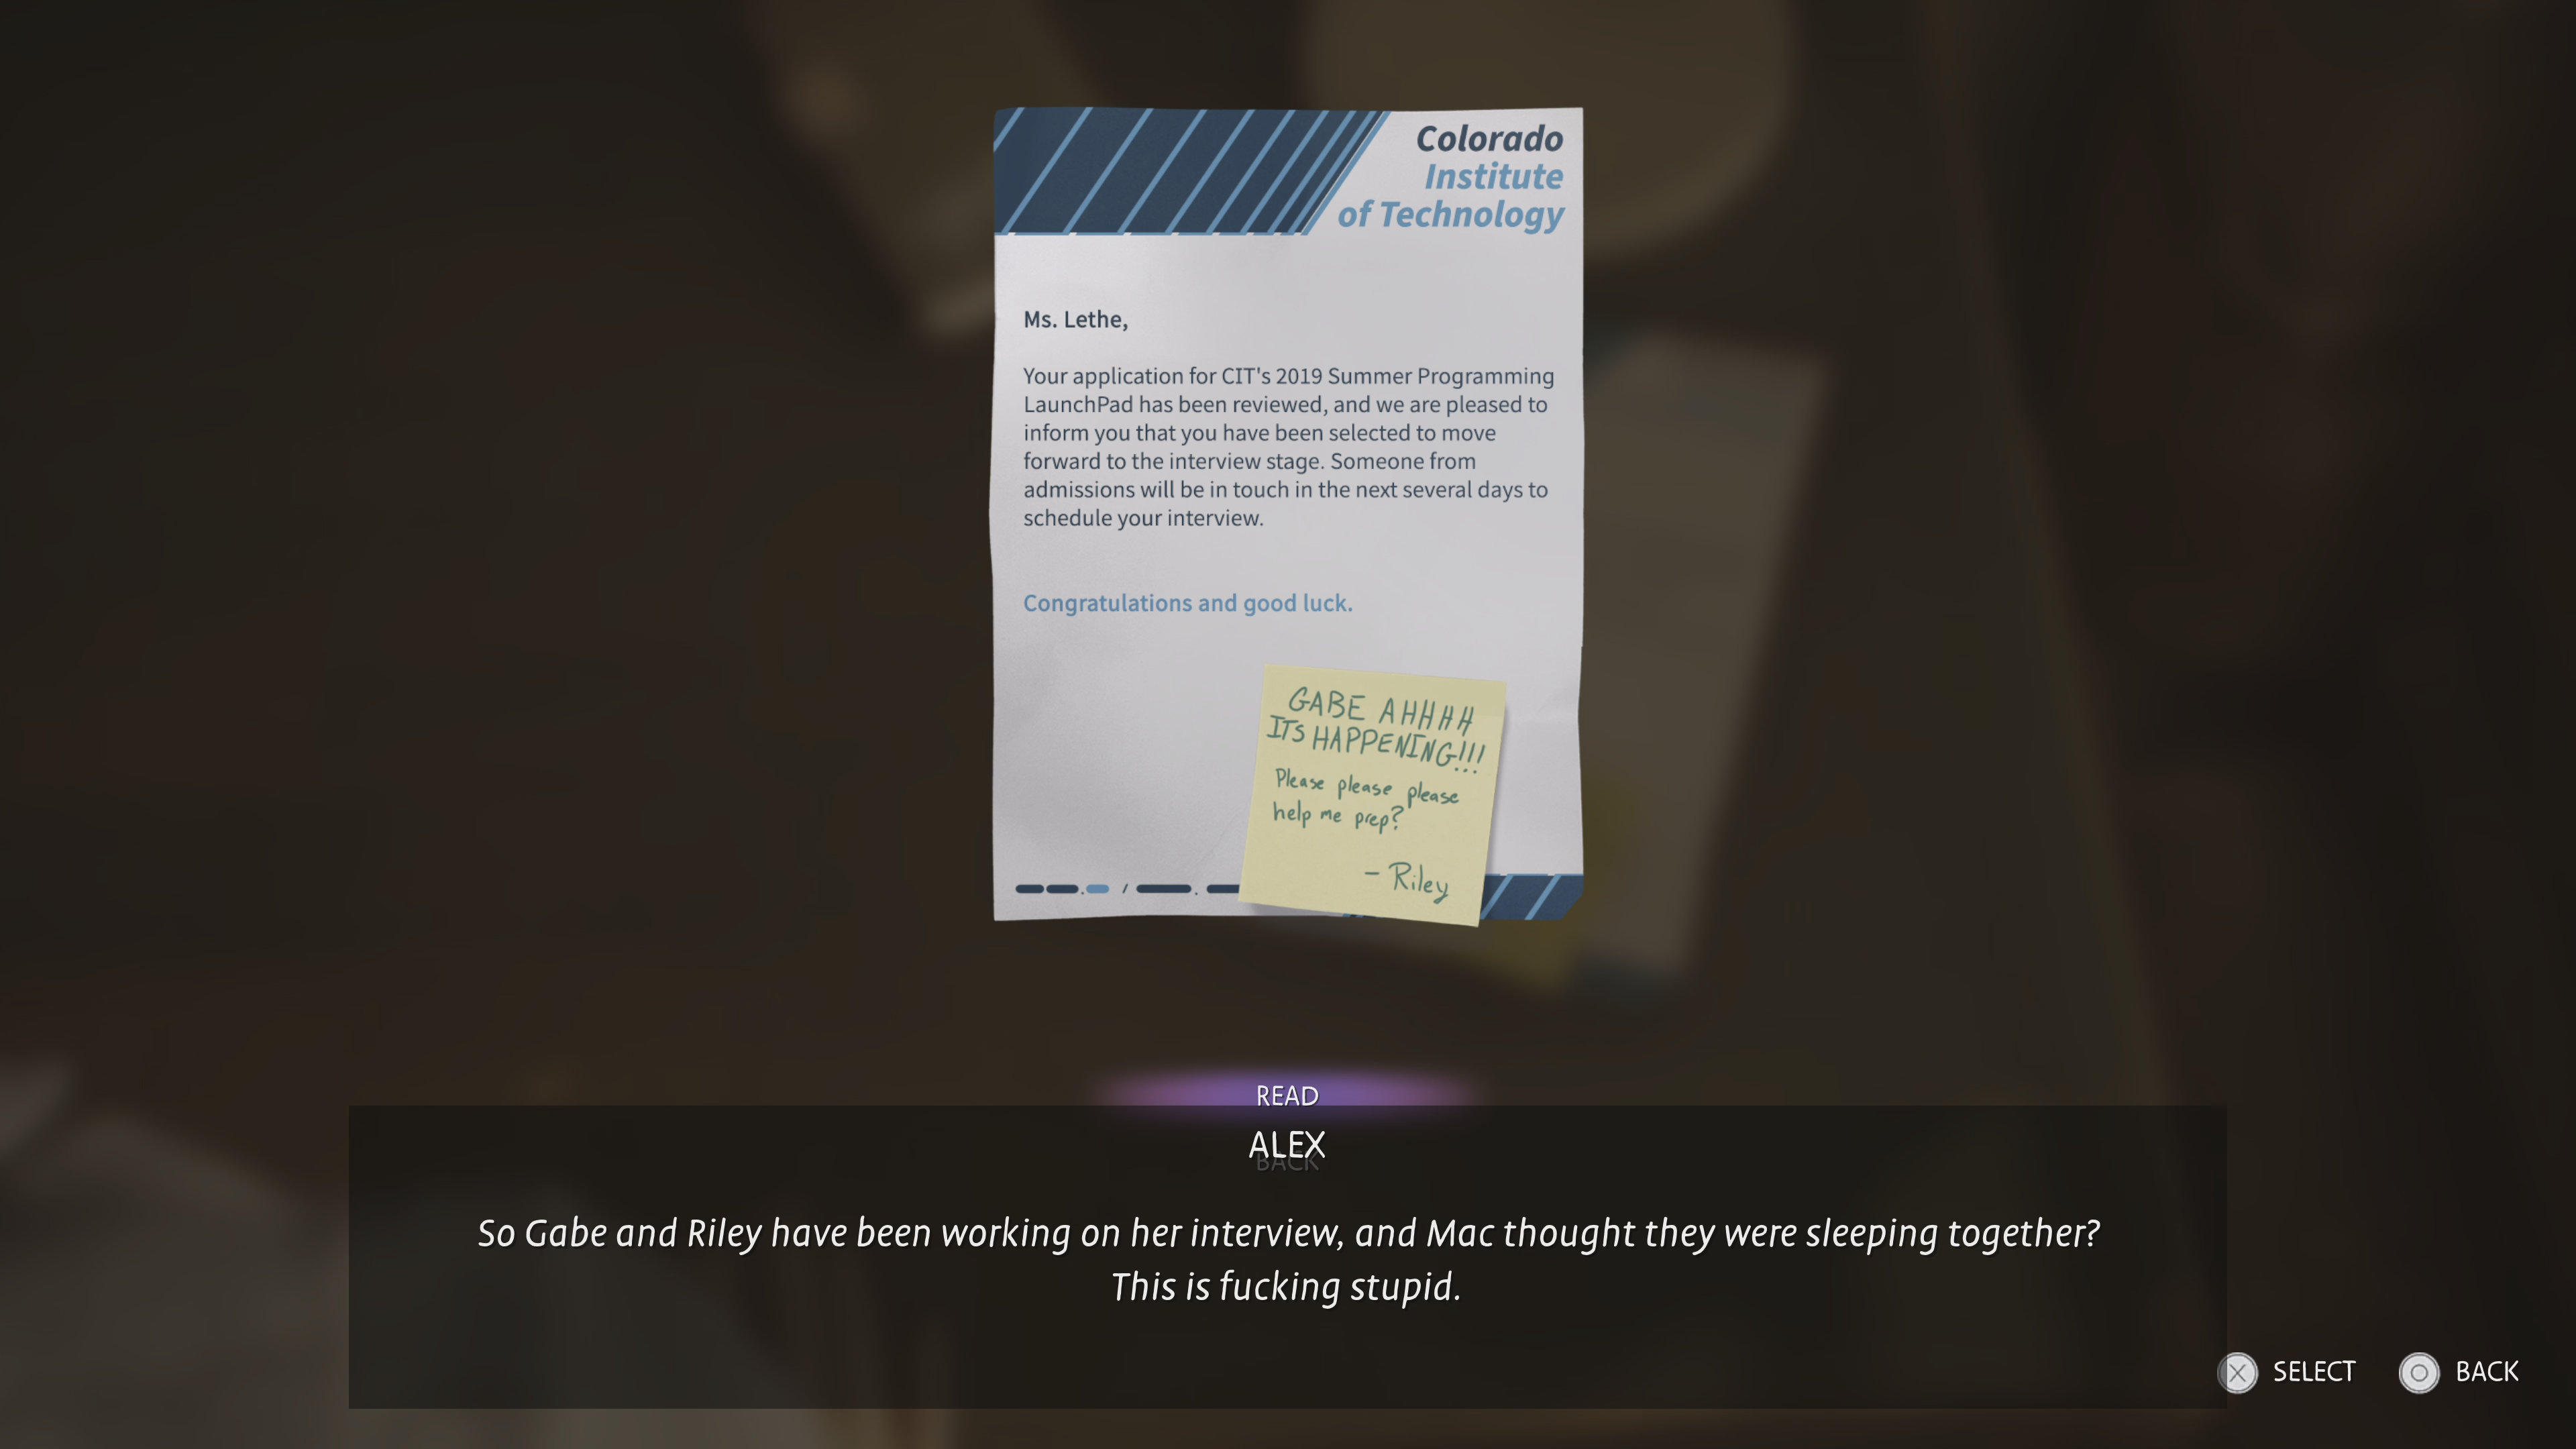 Colorado
Institute
of Technology
Ms. Lethe,
Your application for CIT's 2019 Summer Programming
LaunchPad has been reviewed, and we are pleased to
inform you that you have been selected to move
forward to the interview stage. Someone from
admissions will be in touch in the next several days to
schedule your interview.
Congratulations and good luck.
GABE AHHHH
ITS HAPPENING!!!
Please please please
help me prep?
- Riley
READ
ALEX
BACK
So Gabe and Riley have been working on her interview, and Mac thought they were sleeping together?
This is fucking stupid.
SELECT
BACK